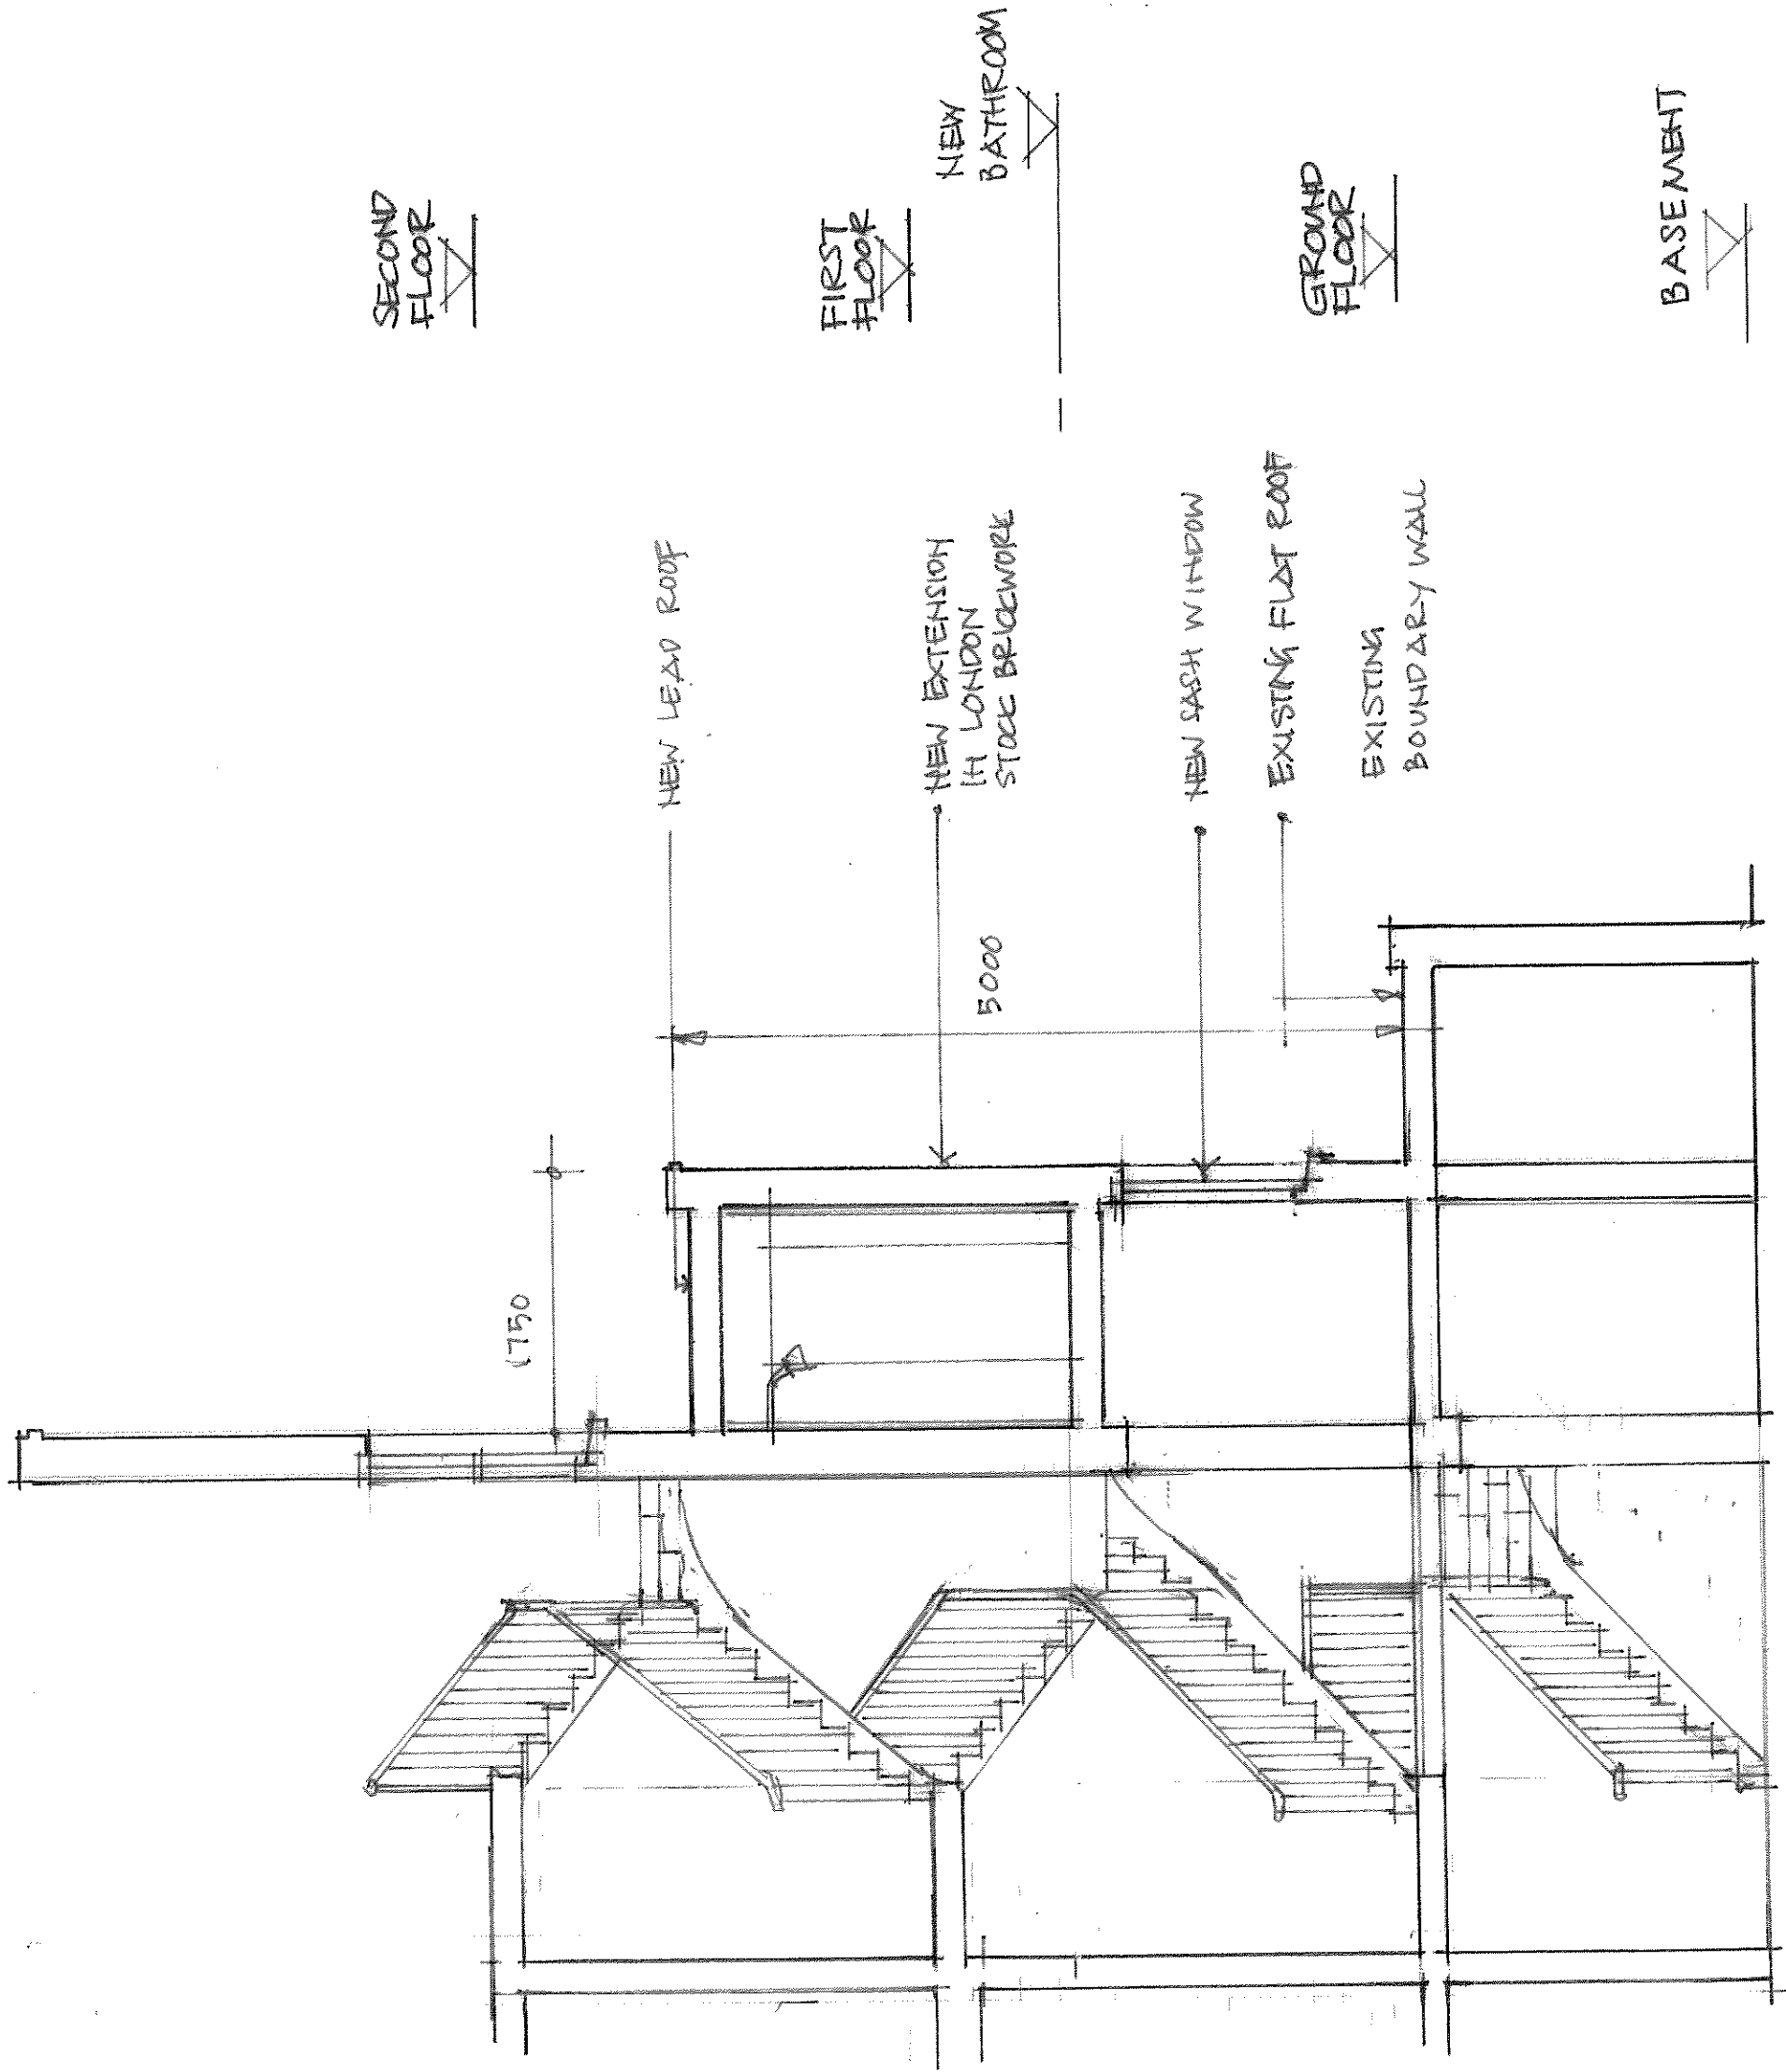 SECOND
FLOOR
FIRST
FLOOR
NEW
BATHROOM
GROUND
FLOOR
BASEMENT
NEW LEAD ROOF
NEW EXTENSION
IN LONDON
STOCK BRICKWORK
NEW SASH WINDOW
EXISTING FLAT ROOF
EXISTING
BOUNDARY WALL
5000
1750